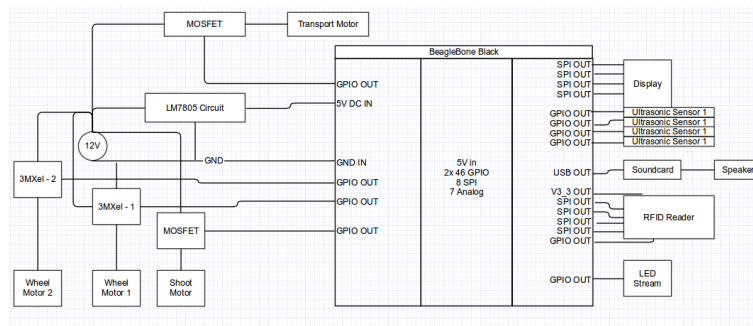 MOSFET
Transport Motor
BeagleBone Black
GPIO OUT
5V DC IN
LM7805 Circuit
12V
GND
GND IN
3MXel - 2
GPIO OUT
3MXel - 1
GPIO OUT
MOSFET
GPIO OUT
Wheel
Motor 2
Wheel
Motor 1
Shoot
Motor
5V in
2x 46 GPIO
8 SPI
7 Analog
SPI OUT
SPI OUT
SPI OUT
SPI OUT
Display
GPIO OUT
GPIO OUT
GPIO OUT
GPIO OUT
Ultrasonic Sensor 1
Ultrasonic Sensor 1
Ultrasonic Sensor 1
Ultrasonic Sensor 1
USB OUT
Soundcard
Speaker
V3_3 OUT
SPI OUT
SPI OUT
SPI OUT
SPI OUT
GPIO OUT
RFID Reader
GPIO OUT
LED
Stream